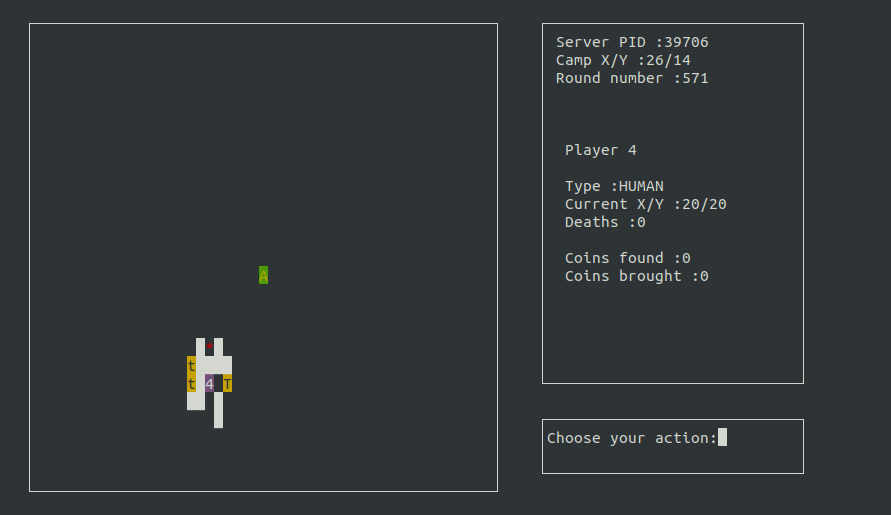 Server PID :39706
Camp X/Y :26/14
Round number :571
Player 4
Type :HUMAN
Current X/Y :20/20
Deaths :0
Coins found :0
Coins brought :0
A
*
t
t 4 T
Choose your action: